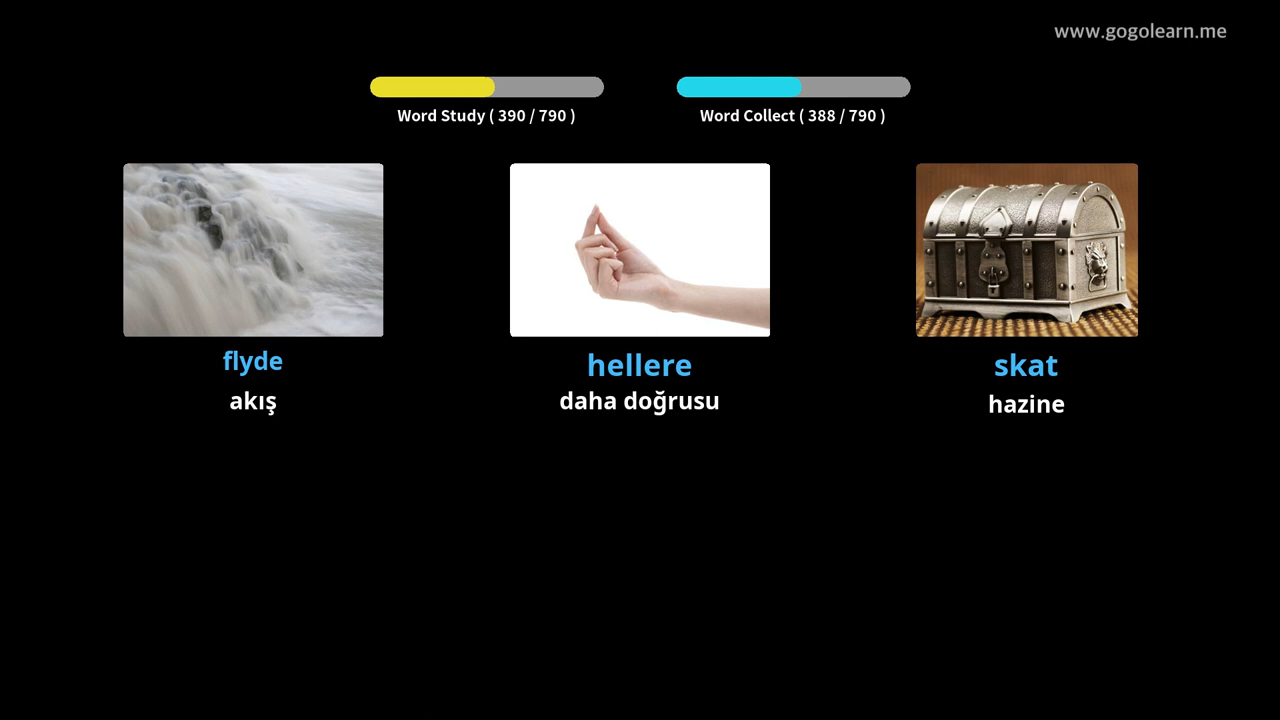 www.gogolearn.me
Word Study ( 390 / 790 )
Word Collect ( 388 / 790 )
flyde
akış
hellere
daha doğrusu
skat
hazine